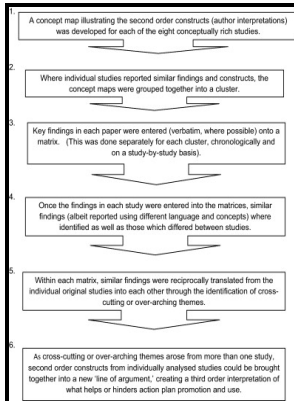 1.
A concept map illustrating the second order constructs (author interpretations)
was developed for each of the eight conceptually rich studies.
2.
Where individual studies reported similar findings and constructs, the
concept maps were grouped together into a cluster.
3.
Key findings in each paper were entered (verbatim, where possible) onto a
matrix. (This was done separately for each cluster, chronologically and
on a study-by-study basis).
4.
Once the findings in each study were entered into the matrices, similar
findings (albeit reported using different language and concepts) where
identified as well as those which differed between studies.
5.
Within each matrix, similar findings were reciprocally translated from the
individual original studies into each other through the identification of cross-
cutting or over-arching themes.
6.
As cross-cutting or over-arching themes arose from more than one study,
second order constructs from individually analysed studies could be brought
together into a new 'line of argument,' creating a third order interpretation of
what helps or hinders action plan promotion and use.